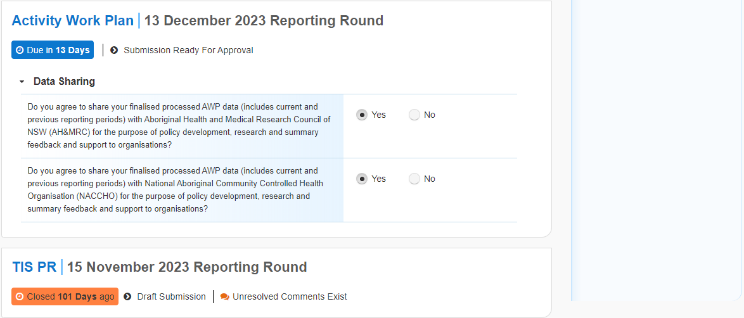 Activity Work Plan | 13 December 2023 Reporting Round
Due in 13 Days | Submission Ready For Approval
Data Sharing
Do you agree to share your finalised processed AWP data (includes current and
previous reporting periods) with Aboriginal Health and Medical Research Council of
NSW (AH&MRC) for the purpose of policy development, research and summary
feedback and support to organisations?
Yes No
Do you agree to share your finalised processed AWP data (includes current and
previous reporting periods) with National Aboriginal Community Controlled Health
Organisation (NACCHO) for the purpose of policy development, research and
summary feedback and support to organisations?
Yes No
TIS PR | 15 November 2023 Reporting Round
Closed 101 Days ago Draft Submission | Unresolved Comments Exist